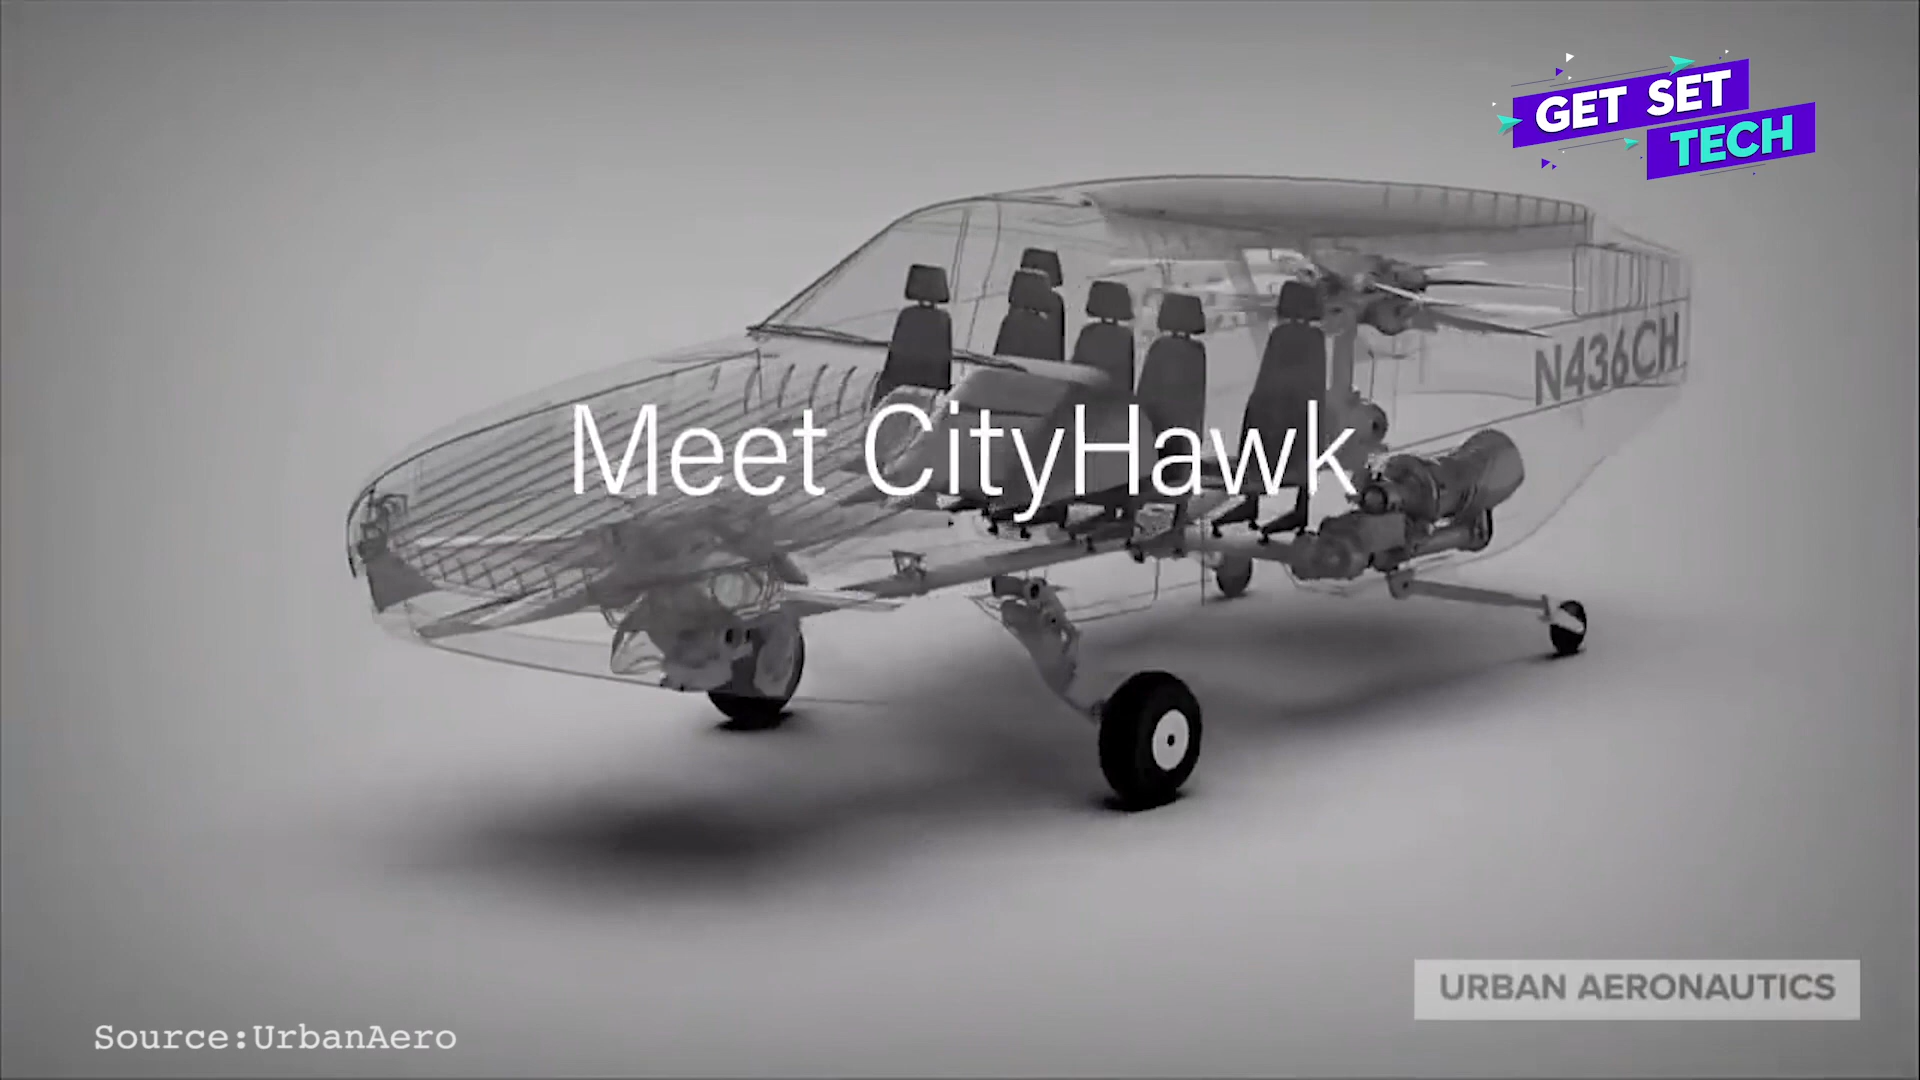 GET SET
TECH
N436CH
Meet CityHawk
URBAN AERONAUTICS
Source:UrbanAero